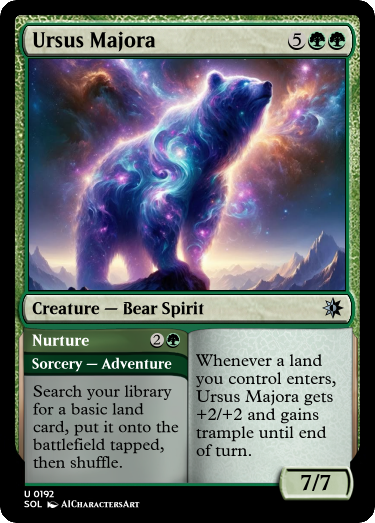 Ursus Majora 5
Creature — Bear Spirit
Nurture 2
Sorcery — Adventure
Search your library
for a basic land
card, put it onto the
battlefield tapped,
then shuffle.
Whenever a land
you control enters,
Ursus Majora gets
+2/+2 and gains
trample until end
of turn.
7/7
U 0192
SOL AICharactersArt